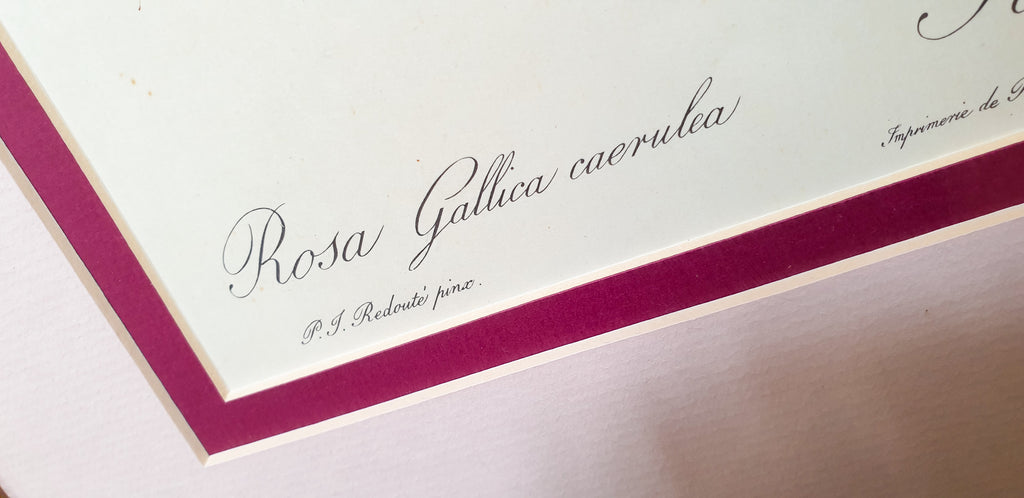 Rosa Gallica caerulea
P. J. Redouté pinx.
Imprimerie de